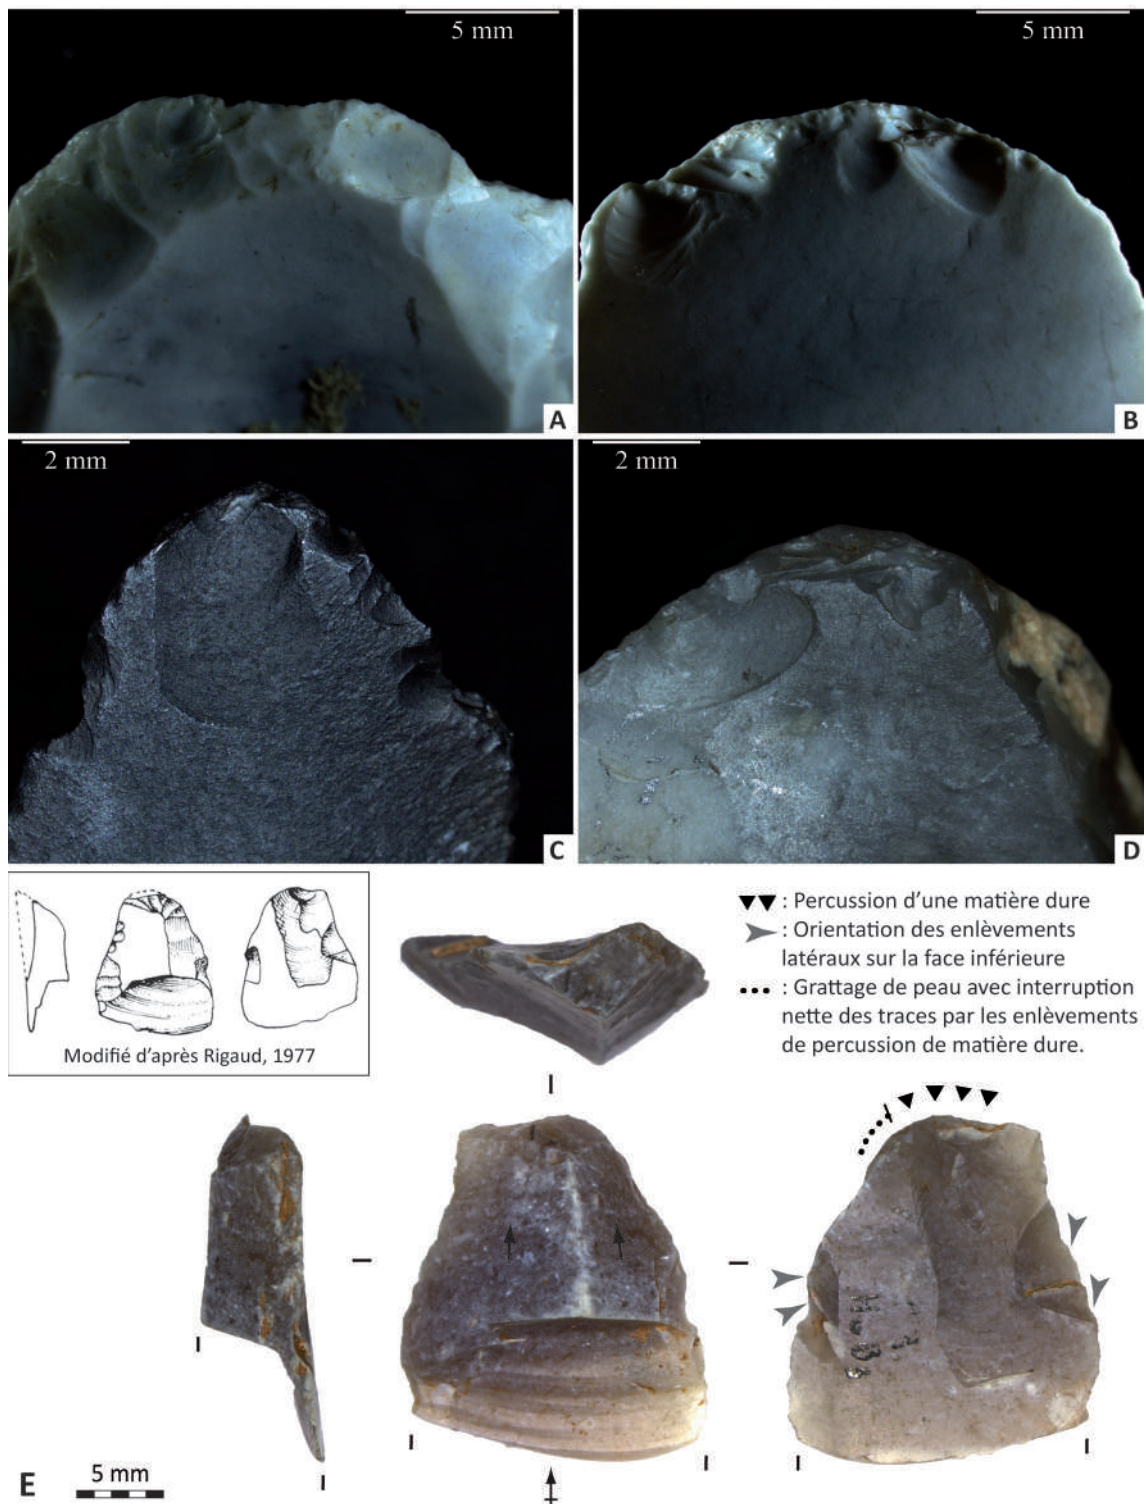 5 mm
5 mm
A
B
2 mm
2 mm
C
D
Modifié d'après Rigaud, 1977
: Percussion d'une matière dure
: Orientation des enlèvements
latéraux sur la face inférieure
: Grattage de peau avec interruption
nette des traces par les enlèvements
de percussion de matière dure.
E
5 mm